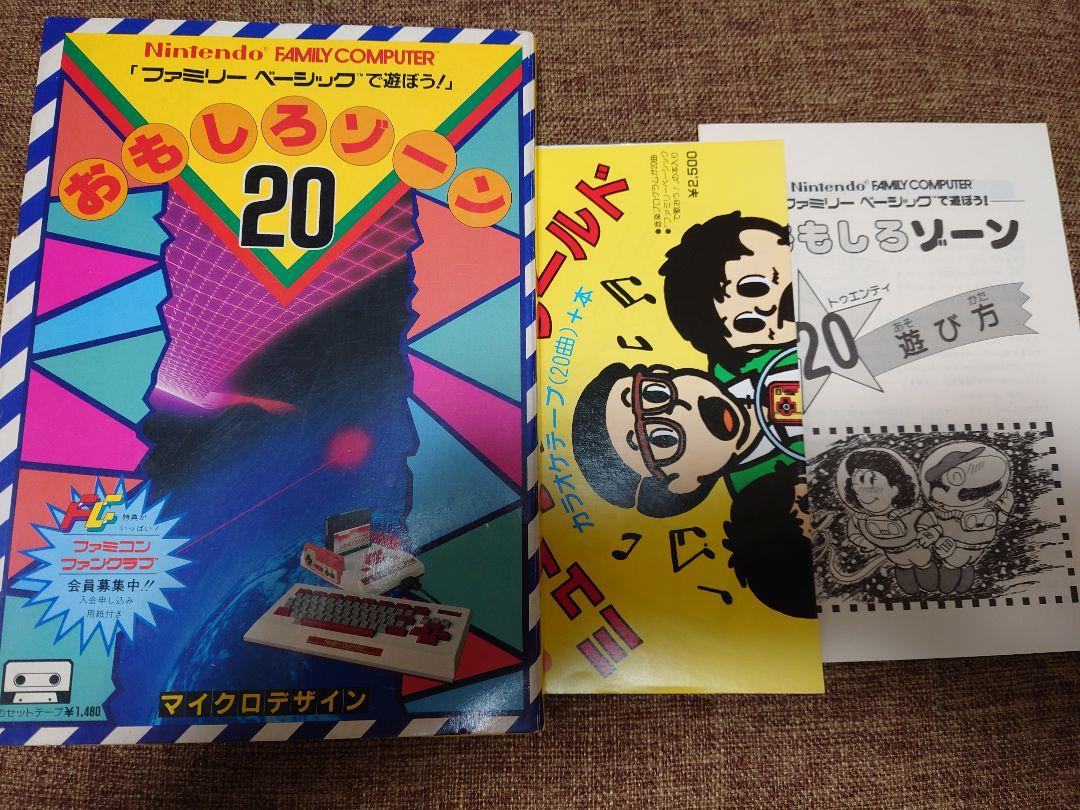 Nintendo® FAMILY COMPUTER™
「ファミリー ベーシック™で遊ぼう!」
おもしろゾーン
20
FC
特典が
いっぱい!
ファミコン
ファンクラブ
会員募集中!!
入会申し込み
用紙付き
セットテープ¥1,480
マイクロデザイン
ールド
カラオケテープ(20曲)+本
¥2,500
Nintendo® FAMILY COMPUTER™
ファミリー ベーシック™で遊ぼう!
もしろゾーン
トゥエンティ
20
あそ かた
遊び方